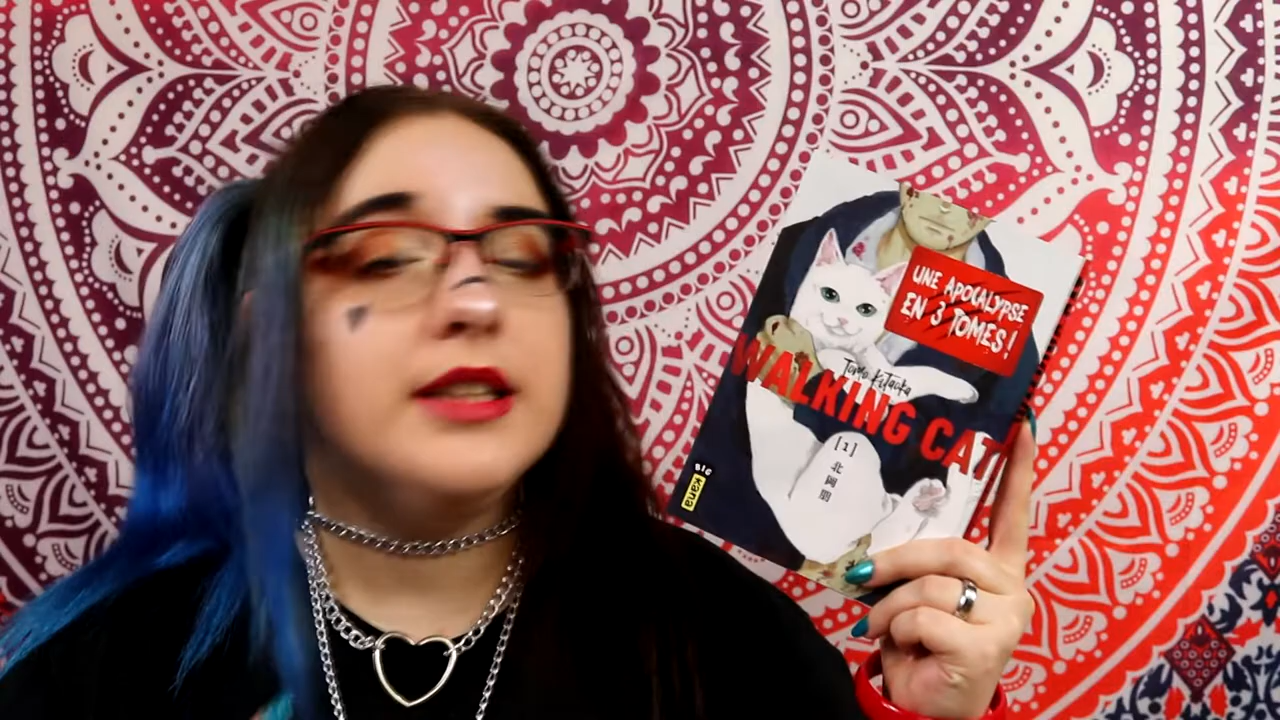 UNE APOCALYPSE
EN 3 TOMES!
Tomo Kitaoka
WALKING CAT
[1]
北岡朋
BIG
kana